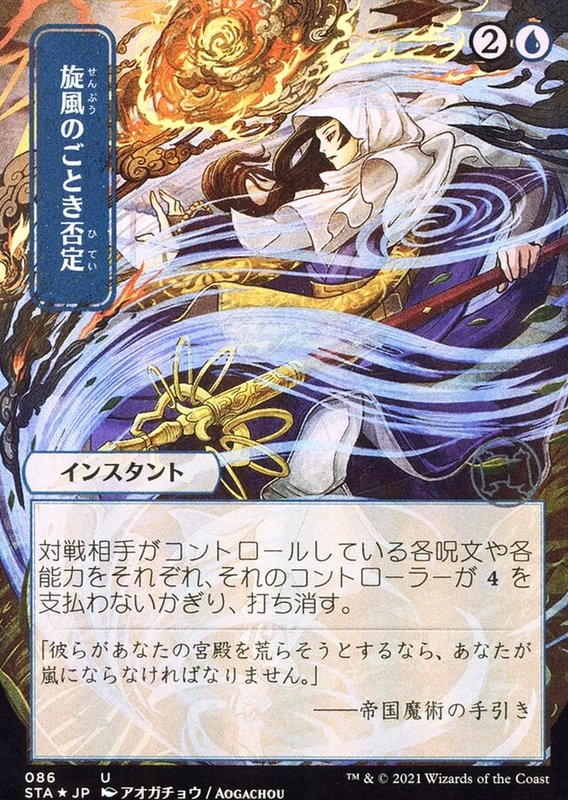 旋風のごとき否定
せんぷう
ひてい
2
インスタント
対戦相手がコントロールしている各呪文や各
能力をそれぞれ、それのコントローラーが 4 を
支払わないかぎり、打ち消す。
「彼らがあなたの宮殿を荒らそうとするなら、あなたが
嵐にならなければなりません。」
——帝国魔術の手引き
086 U
STA ★ JP アオガチョウ / AOGACHOU
™ & © 2021 Wizards of the Coast